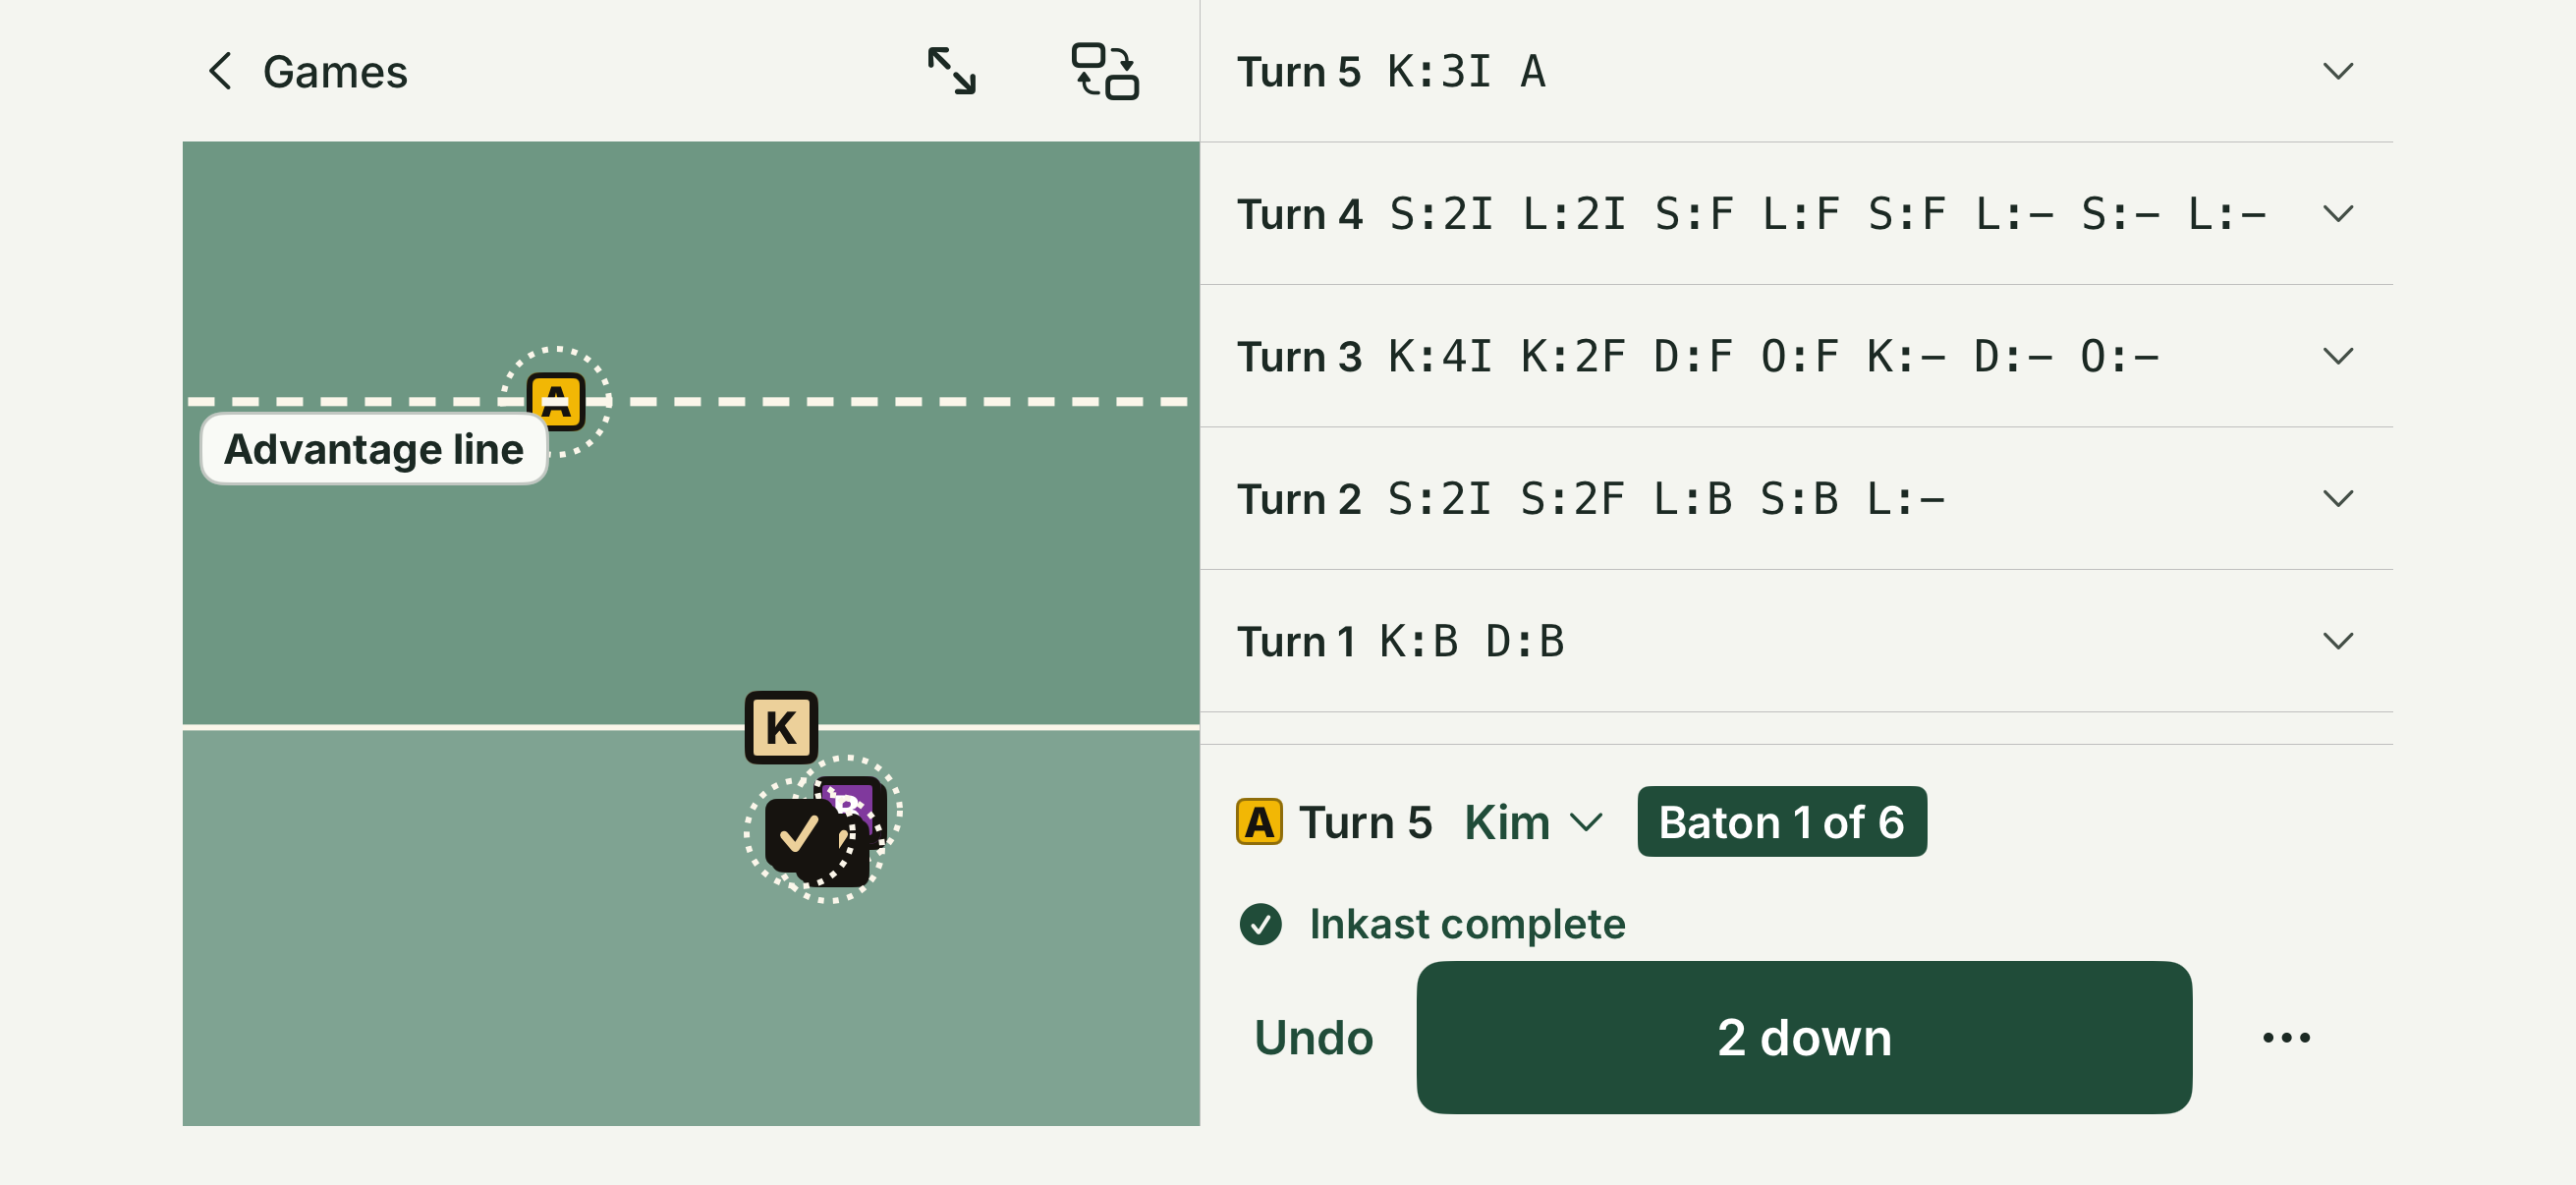 Games
A
Advantage line
K
B
Turn 5 K:3I A
Turn 4 S:2I L:2I S:F L:F S:F L:– S:– L:–
Turn 3 K:4I K:2F D:F O:F K:– D:– O:–
Turn 2 S:2I S:2F L:B S:B L:–
Turn 1 K:B D:B
A Turn 5 Kim Baton 1 of 6
Inkast complete
Undo 2 down